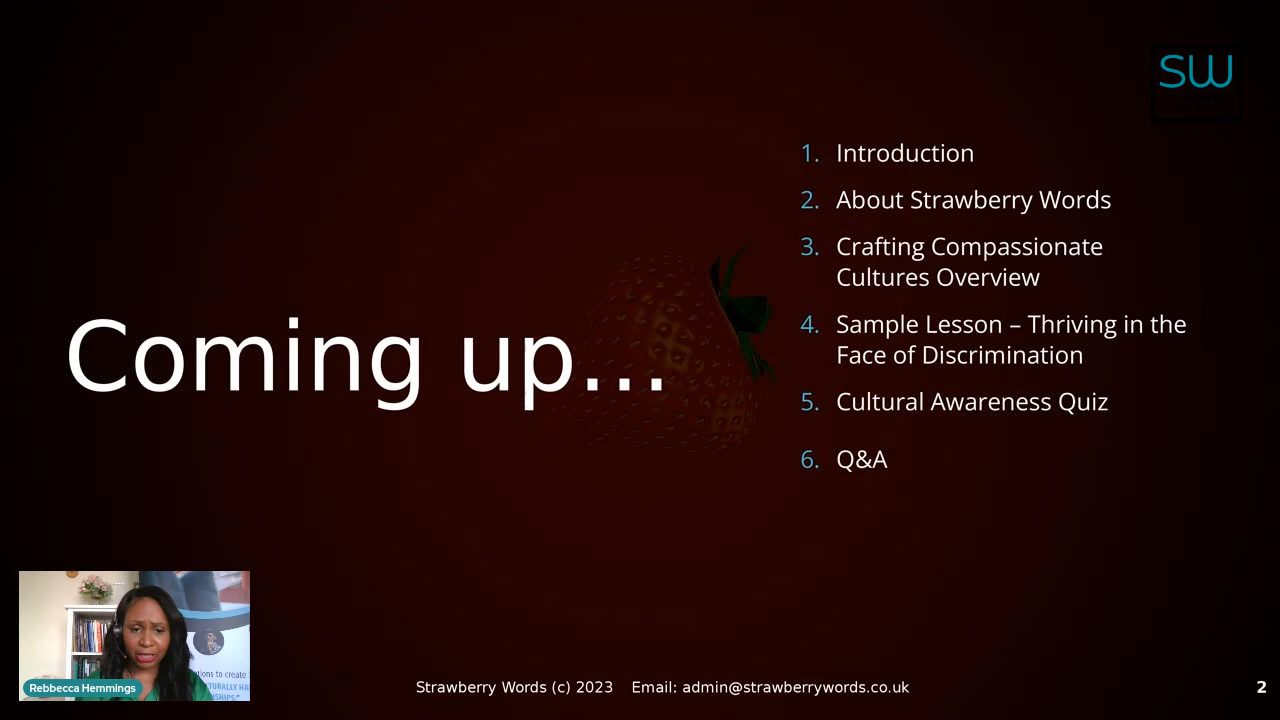 SW
1. Introduction
2. About Strawberry Words
3. Crafting Compassionate
Cultures Overview
4. Sample Lesson – Thriving in the
Face of Discrimination
5. Cultural Awareness Quiz
6. Q&A
Coming up...
Rebbecca Hemmings
Strawberry Words (c) 2023 Email: admin@strawberrywords.co.uk
2